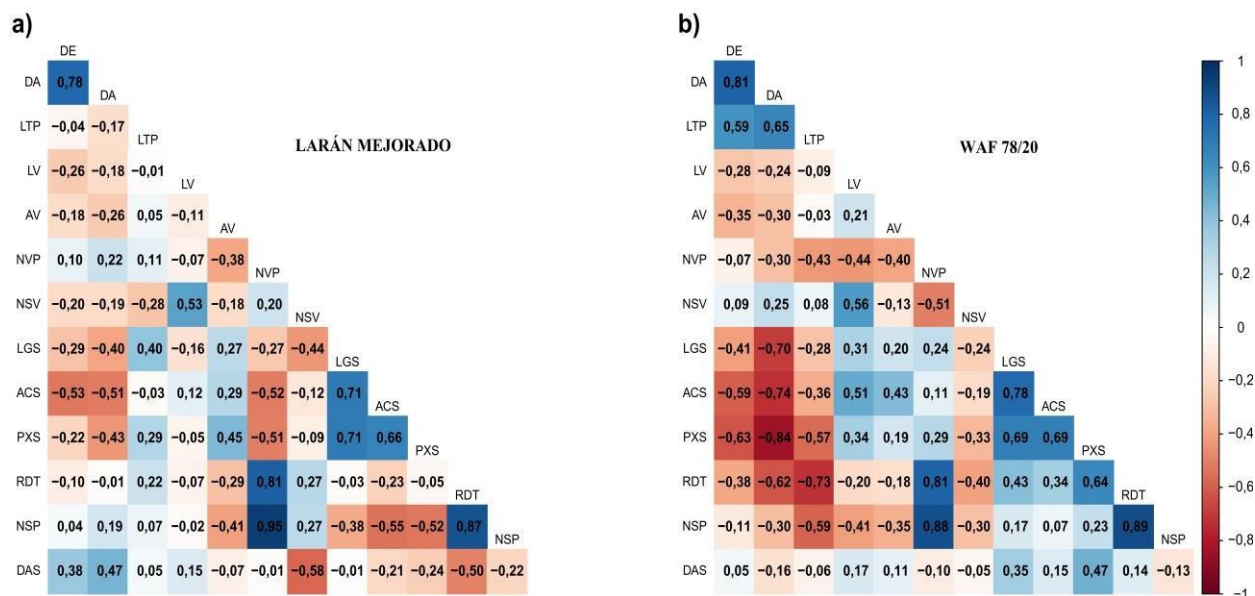 a)
DE
DA 0,78 DA
LTP −0,04 −0,17 LTP
LV −0,26 −0,18 −0,01 LV
AV −0,18 −0,26 0,05 −0,11 AV
NVP 0,10 0,22 0,11 −0,07 −0,38 NVP
NSV −0,20 −0,19 −0,28 0,53 −0,18 0,20 NSV
LGS −0,29 −0,40 0,40 −0,16 0,27 −0,27 −0,44 LGS
ACS −0,53 −0,51 −0,03 0,12 0,29 −0,52 −0,12 0,71 ACS
PXS −0,22 −0,43 0,29 −0,05 0,45 −0,51 −0,09 0,71 0,66 PXS
RDT −0,10 −0,01 0,22 −0,07 −0,29 0,81 0,27 −0,03 −0,23 −0,05 RDT
NSP 0,04 0,19 0,07 −0,02 −0,41 0,95 0,27 −0,38 −0,55 −0,52 0,87 NSP
DAS 0,38 0,47 0,05 0,15 −0,07 −0,01 −0,58 −0,01 −0,21 −0,24 −0,50 −0,22
LARÁN MEJORADO
b)
DE
DA 0,81 DA
LTP 0,59 0,65 LTP
LV −0,28 −0,24 −0,09 LV
AV −0,35 −0,30 −0,03 0,21 AV
NVP −0,07 −0,30 −0,43 −0,44 −0,40 NVP
NSV 0,09 0,25 0,08 0,56 −0,13 −0,51 NSV
LGS −0,41 −0,70 −0,28 0,31 0,20 0,24 −0,24 LGS
ACS −0,59 −0,74 −0,36 0,51 0,43 0,11 −0,19 0,78 ACS
PXS −0,63 −0,84 −0,57 0,34 0,19 0,29 −0,33 0,69 0,69 PXS
RDT −0,38 −0,62 −0,73 −0,20 −0,18 0,81 −0,40 0,43 0,34 0,64 RDT
NSP −0,11 −0,30 −0,59 −0,41 −0,35 0,88 −0,30 0,17 0,07 0,23 0,89 NSP
DAS 0,05 −0,16 −0,06 0,17 0,11 −0,10 −0,05 0,35 0,15 0,47 0,14 −0,13
WAF 78/20
1
0,8
0,6
0,4
0,2
0
−0,2
−0,4
−0,6
−0,8
−1